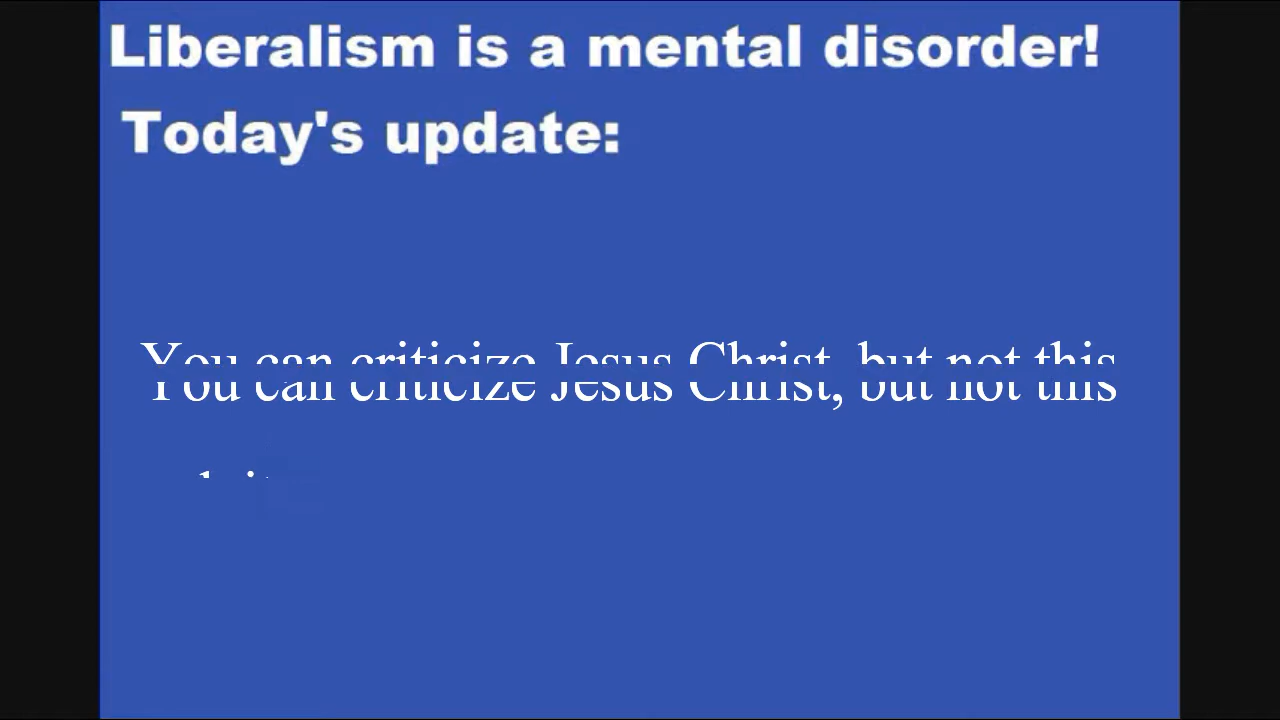 Liberalism is a mental disorder!
Today's update:
You can criticize Jesus Christ, but not this